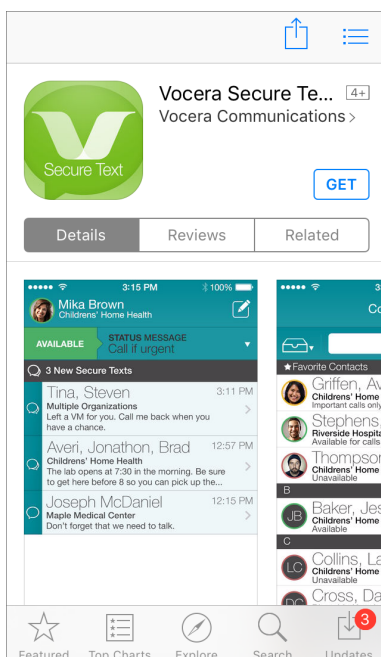 Vocera Secure Te... 4+
Vocera Communications >
Secure Text
GET
Details Reviews Related
3:15 PM 100%
Mika Brown
Childrens' Home Health
AVAILABLE
STATUS MESSAGE
Call if urgent
3 New Secure Texts
Tina, Steven 3:11 PM
Multiple Organizations
Left a VM for you. Call me back when you
have a chance.
Averi, Jonathon, Brad 12:57 PM
Childrens' Home Health
The lab opens at 7:30 in the morning. Be sure
to get here before 8 so you can pick up the...
Joseph McDaniel 12:15 PM
Maple Medical Center
Don't forget that we need to talk.
3
Co
Favorite Contacts
Griffen, Av
Childrens' Home
Important calls only
Stephens,
Riverside Hospita
Available for calls
Thompson
Childrens' Home
Unavailable
B
JB
Baker, Jes
Childrens' Home
Available
C
LC
Collins, La
Childrens' Home
Unavailable
DC
Cross, Da
Featured Top Charts Explore Search Updates
3